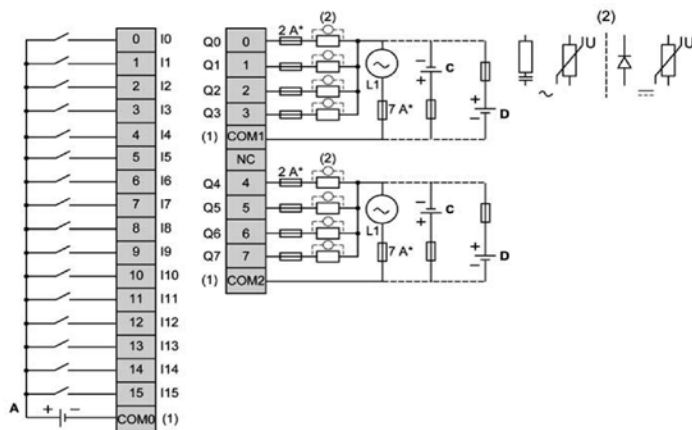 0 I0
1 I1
2 I2
3 I3
4 I4
5 I5
6 I6
7 I7
8 I8
9 I9
10 I10
11 I11
12 I12
13 I13
14 I14
15 I15
A + − COM0 (1)
(2)
Q0 0 2 A*
Q1 1
Q2 2
Q3 3
L1
− + C
+ − D
7 A*
(1) COM1
NC
(2)
Q4 4 2 A*
Q5 5
Q6 6
Q7 7
L1
− + C
+ − D
7 A*
(1) COM2
(2)
U U